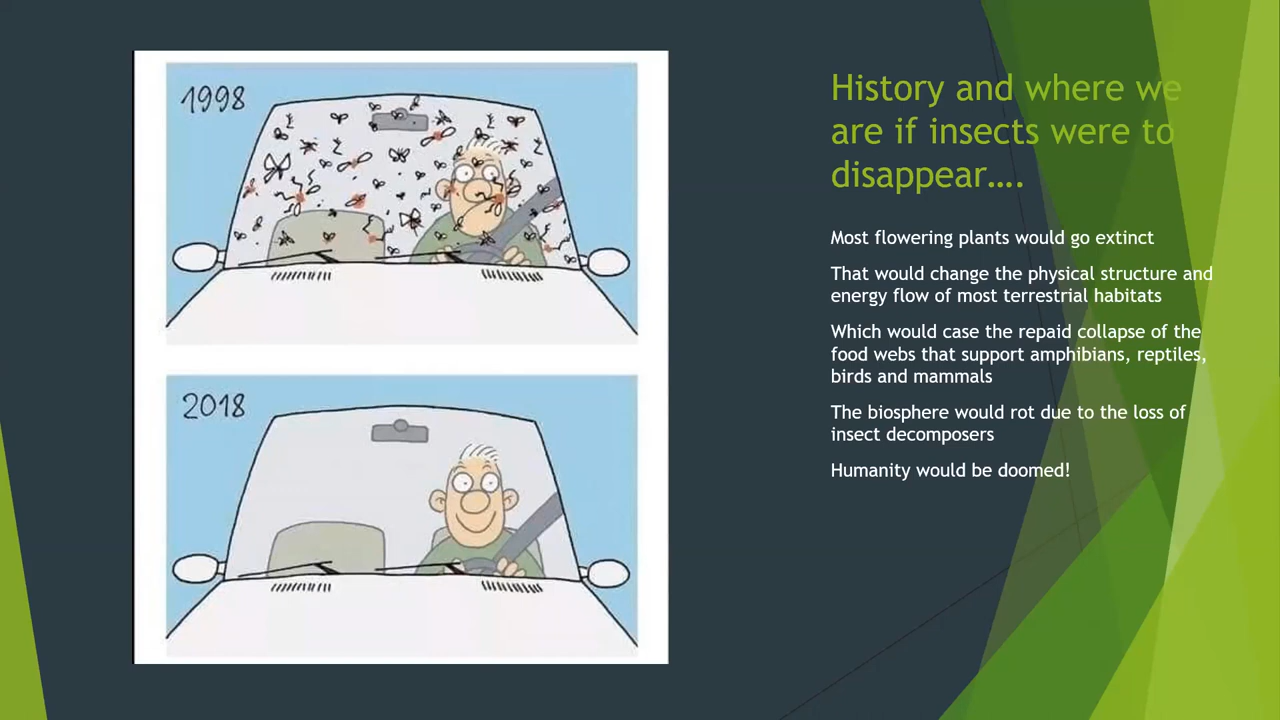 1998
2018
History and where we
are if insects were to
disappear....
Most flowering plants would go extinct
That would change the physical structure and
energy flow of most terrestrial habitats
Which would case the repaid collapse of the
food webs that support amphibians, reptiles,
birds and mammals
The biosphere would rot due to the loss of
insect decomposers
Humanity would be doomed!